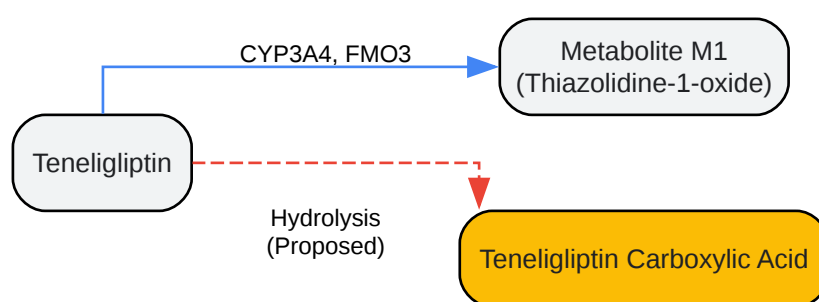 CYP3A4, FMO3
Metabolite M1
(Thiazolidine-1-oxide)
Teneligliptin
Hydrolysis
(Proposed)
Teneligliptin Carboxylic Acid